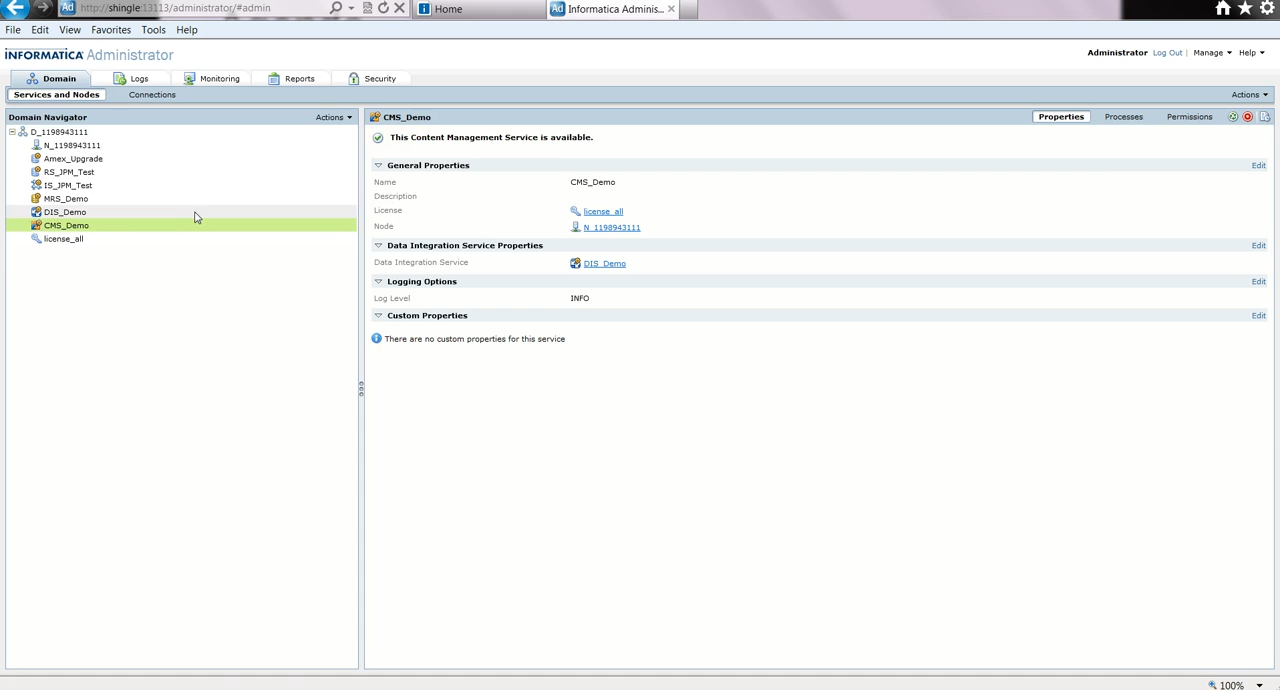 Ad http://shingle:13113/administrator/#admin
i Home
Ad Informatica Adminis...
File Edit View Favorites Tools Help
INFORMATICA Administrator
Administrator Log Out | Manage Help
Domain Logs Monitoring Reports Security
Services and Nodes Connections Actions
Domain Navigator Actions
D_1198943111
N_1198943111
Amex_Upgrade
RS_JPM_Test
IS_JPM_Test
MRS_Demo
DIS_Demo
CMS_Demo
license_all
CMS_Demo Properties Processes Permissions
This Content Management Service is available.
General Properties Edit
Name CMS_Demo
Description
License license_all
Node N_1198943111
Data Integration Service Properties Edit
Data Integration Service DIS_Demo
Logging Options Edit
Log Level INFO
Custom Properties Edit
There are no custom properties for this service
100%